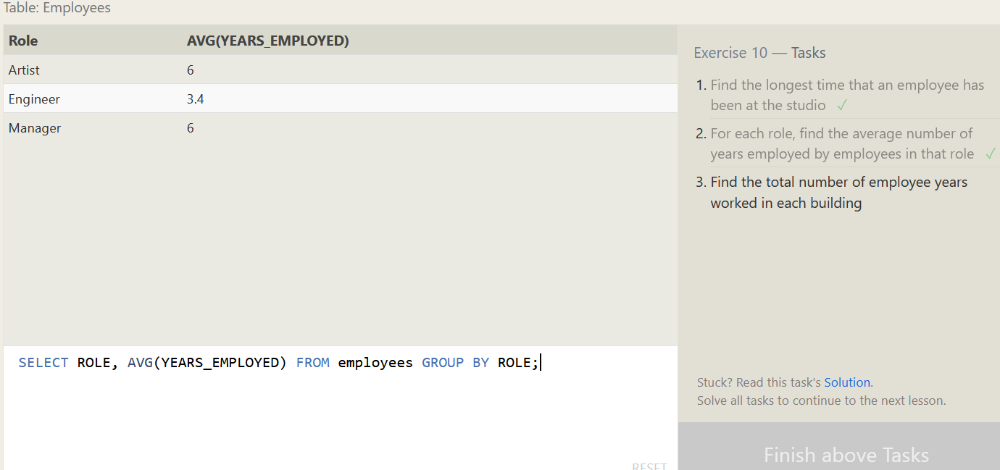 Table: Employees
Role AVG(YEARS_EMPLOYED)
Artist 6
Engineer 3.4
Manager 6
SELECT ROLE, AVG(YEARS_EMPLOYED) FROM employees GROUP BY ROLE;
RESET
Exercise 10 — Tasks
1. Find the longest time that an employee has
been at the studio ✓
2. For each role, find the average number of
years employed by employees in that role ✓
3. Find the total number of employee years
worked in each building
Stuck? Read this task's Solution.
Solve all tasks to continue to the next lesson.
Finish above Tasks